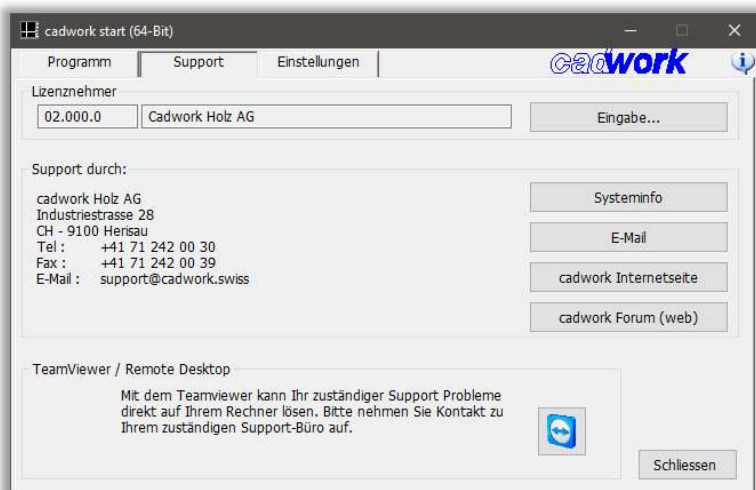 cadwork start (64-Bit)
Programm Support Einstellungen cadwork
Lizenznehmer
02.000.0 Cadwork Holz AG Eingabe...
Support durch:
cadwork Holz AG
Industriestrasse 28
CH - 9100 Herisau
Tel : +41 71 242 00 30
Fax : +41 71 242 00 39
E-Mail : support@cadwork.swiss
Systeminfo
E-Mail
cadwork Internetseite
cadwork Forum (web)
TeamViewer / Remote Desktop
Mit dem Teamviewer kann Ihr zuständiger Support Probleme
direkt auf Ihrem Rechner lösen. Bitte nehmen Sie Kontakt zu
Ihrem zuständigen Support-Büro auf.
Schliessen